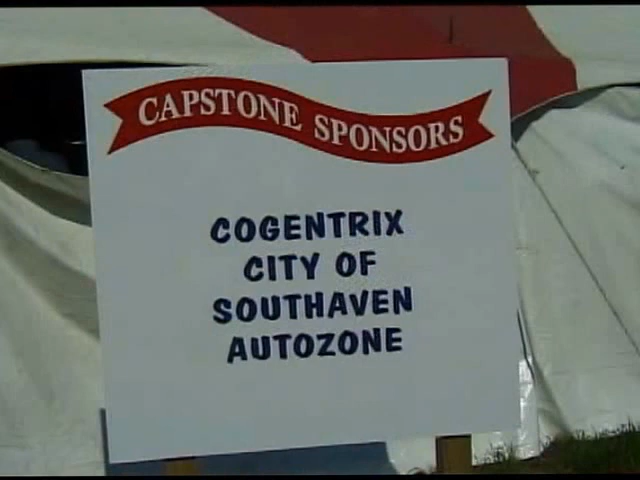 CAPSTONE SPONSORS
COGENTRIX
CITY OF
SOUTHAVEN
AUTOZONE